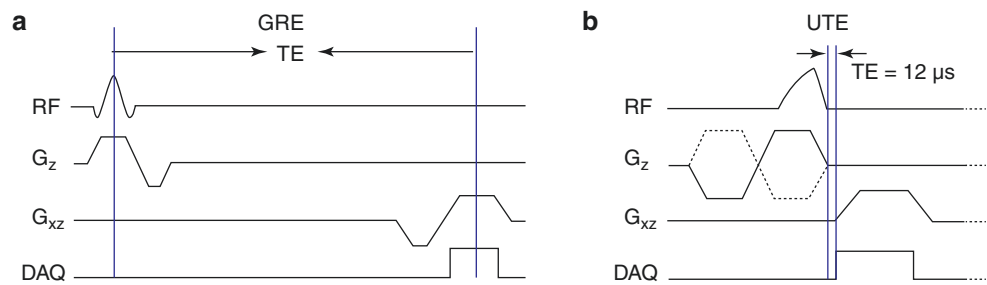 a
GRE
TE
RF
Gz
Gxz
DAQ
b
UTE
TE = 12 µs
RF
Gz
Gxz
DAQ